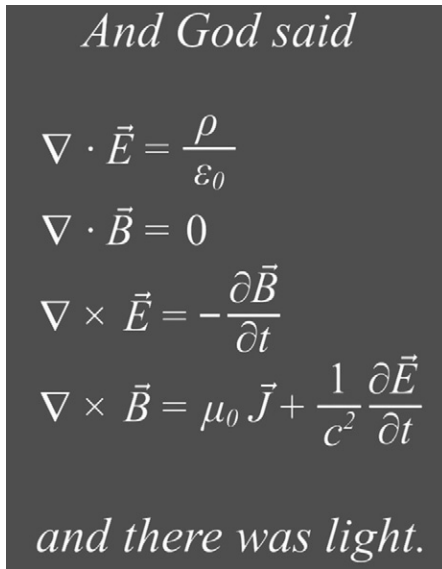 And God said
∇ · E⃗ = ρ / ε₀
∇ · B⃗ = 0
∇ × E⃗ = − ∂B⃗ / ∂t
∇ × B⃗ = μ₀ J⃗ + 1 / c² ∂E⃗ / ∂t
and there was light.